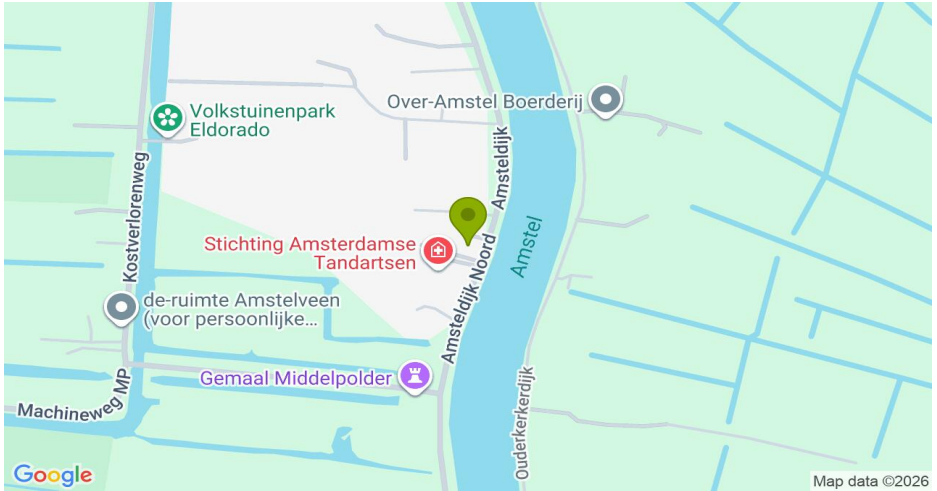 Over-Amstel Boerderij
Volkstuinenpark
Eldorado
Amsteldijk
Kostverlorenweg
Stichting Amsterdamse
Tandartsen
Amstel
Amsteldijk Noord
de-ruimte Amstelveen
(voor persoonlijke...
Gemaal Middelpolder
Machineweg MP
Ouderkerkerdijk
Google
Map data ©2026